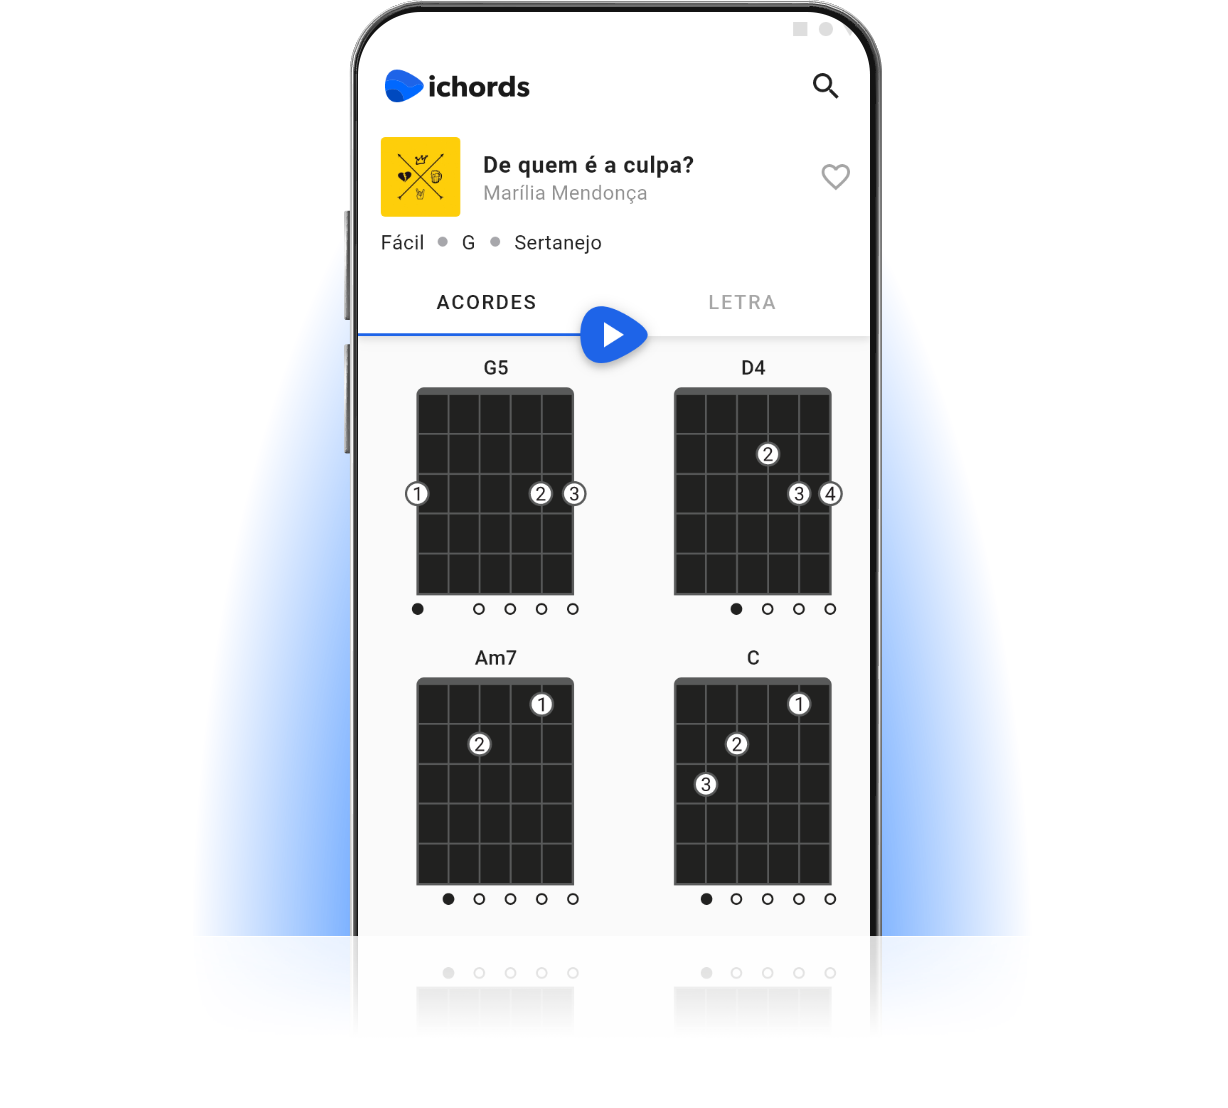 ichords
De quem é a culpa?
Marília Mendonça
Fácil G Sertanejo
ACORDES LETRA
G5 D4
2
1 2 3 3 4
Am7 C
1 1
2 2
3